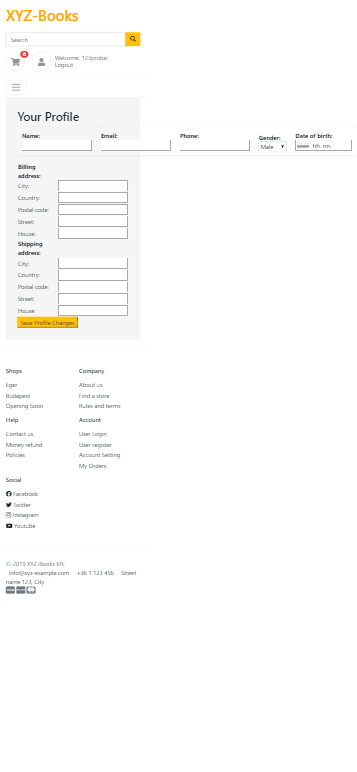 XYZ-Books
Search
0
Welcome, 123proba!
Logout
Your Profile
Name: Email: Phone: Gender: Date of birth:
Male éééé. hh. nn.
Billing
address:
City:
Country:
Postal code:
Street:
House:
Shipping
address:
City:
Country:
Postal code:
Street:
House:
Save Profile Changes
Shops Company
Eger About us
Budapest Find a store
Opening Soon Rules and terms
Help Account
Contact us User Login
Money refund User register
Policies Account Setting
My Orders
Social
Facebook
Twitter
Instagram
Youtube
© 2019 XYZ-Books Kft.
info@xyz-example.com +36 1 123 456 Street
name 123, City